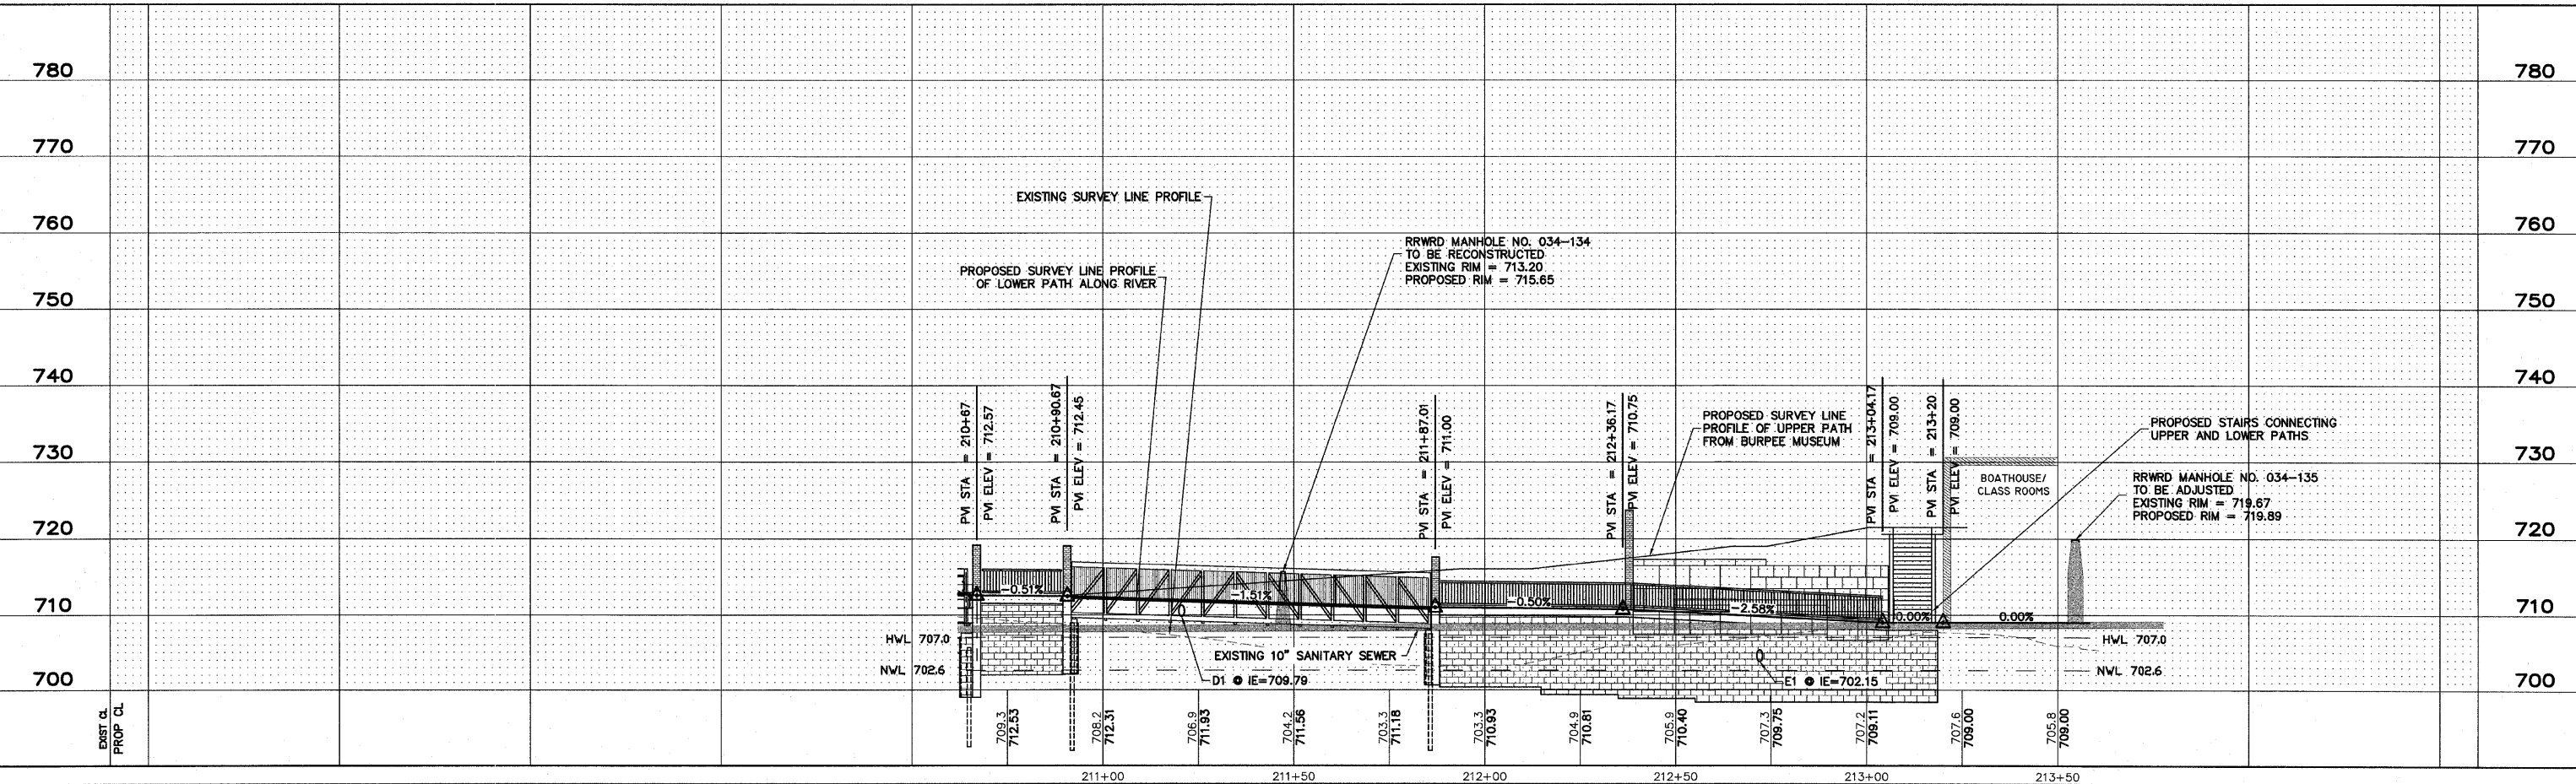 780
780
770
770
EXISTING SURVEY LINE PROFILE
760
760
RRWRD MANHOLE NO. 034-134
TO BE RECONSTRUCTED
EXISTING RIM = 713.20
PROPOSED RIM = 715.65
PROPOSED SURVEY LINE PROFILE
OF LOWER PATH ALONG RIVER
750
750
740
740
PVI STA = 210+67
PVI ELEV = 712.57
PVI STA = 210+90.67
PVI ELEV = 712.45
PVI STA = 211+87.01
PVI ELEV = 711.00
PVI STA = 212+36.17
PVI ELEV = 710.75
PROPOSED SURVEY LINE
PROFILE OF UPPER PATH
FROM BURPEE MUSEUM
PVI STA = 213+04.17
PVI ELEV = 709.00
PVI STA = 213+20
PVI ELEV = 709.00
PROPOSED STAIRS CONNECTING
UPPER AND LOWER PATHS
730
730
BOATHOUSE/
CLASS ROOMS
RRWRD MANHOLE NO. 034-135
TO BE ADJUSTED
EXISTING RIM = 719.67
PROPOSED RIM = 719.89
720
720
-0.51%
-1.51%
-0.50%
-2.58%
0.00%
0.00%
710
710
HWL 707.0
HWL 707.0
EXISTING 10" SANITARY SEWER
NWL 702.6
NWL 702.6
D1 @ IE=709.79
E1 @ IE=702.15
700
700
EXIST CL
PROP CL
709.3
712.53
708.2
712.31
706.9
711.93
704.2
711.56
703.3
711.18
703.3
710.93
704.9
710.81
705.9
710.40
707.3
709.75
707.2
709.11
707.6
709.00
705.8
709.00
211+00
211+50
212+00
212+50
213+00
213+50